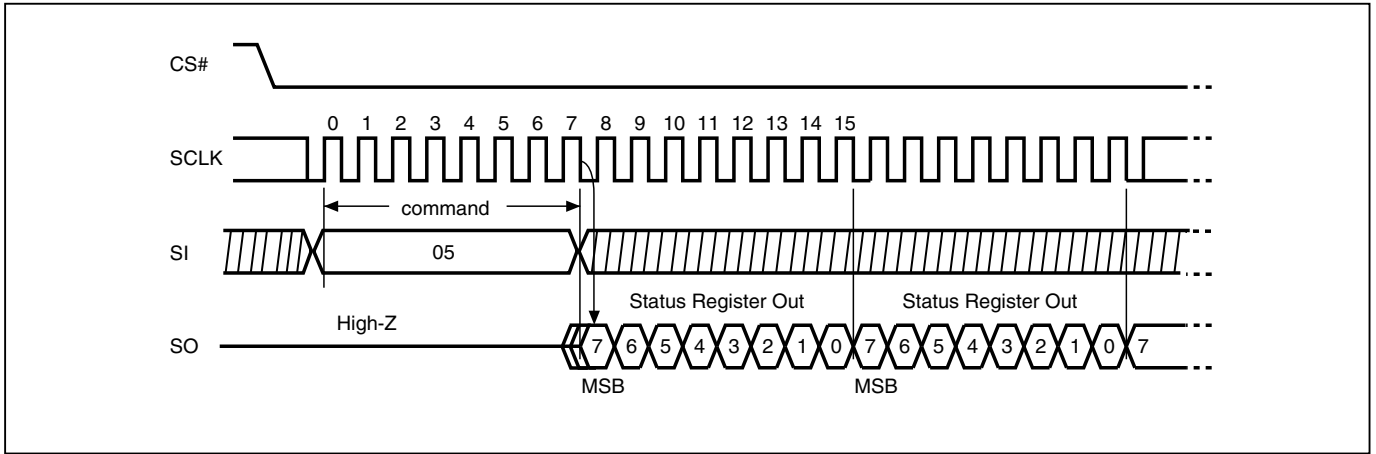 CS#
0 1 2 3 4 5 6 7 8 9 10 11 12 13 14 15
SCLK
command
SI
05
Status Register Out Status Register Out
High-Z
SO
7 6 5 4 3 2 1 0 7 6 5 4 3 2 1 0 7
MSB MSB